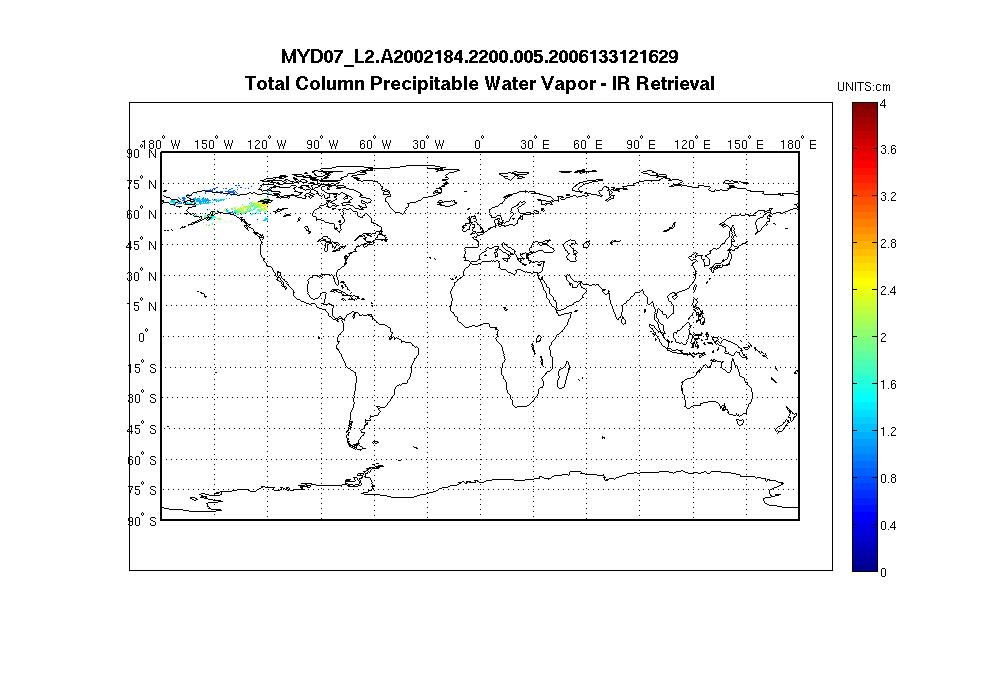 MYD07_L2.A2002184.2200.005.2006133121629
Total Column Precipitable Water Vapor - IR Retrieval
UNITS:cm
180° W 150° W 120° W 90° W 60° W 30° W 0° 30° E 60° E 90° E 120° E 150° E 180° E
90° N
75° N
60° N
45° N
30° N
15° N
0°
15° S
30° S
45° S
60° S
75° S
90° S
4
3.6
3.2
2.8
2.4
2
1.6
1.2
0.8
0.4
0